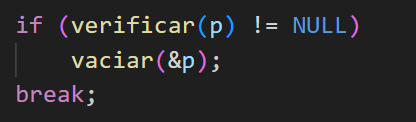 if (verificar(p) != NULL)
    vaciar(&p);
break;